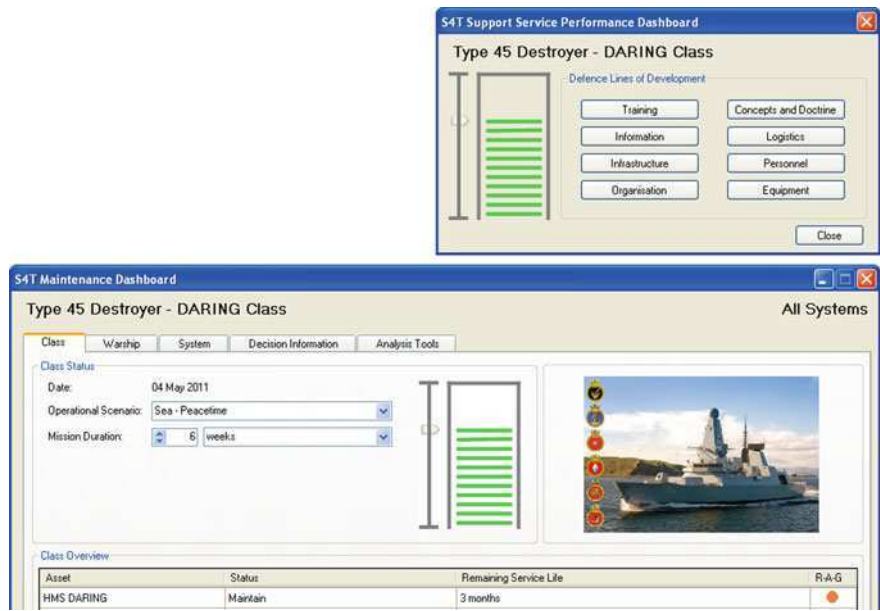 S4T Support Service Performance Dashboard
Type 45 Destroyer - DARING Class
Defence Lines of Development
Training
Concepts and Doctrine
Information
Logistics
Infrastructure
Personnel
Organisation
Equipment
Close
S4T Maintenance Dashboard
Type 45 Destroyer - DARING Class
All Systems
Class
Warship
System
Decision Information
Analysis Tools
Class Status
Date:
04 May 2011
Operational Scenario:
Sea - Peacetime
Mission Duration:
6
weeks
Class Overview
Asset
Status
Remaining Service Life
R-A-G
HMS DARING
Maintain
3 months